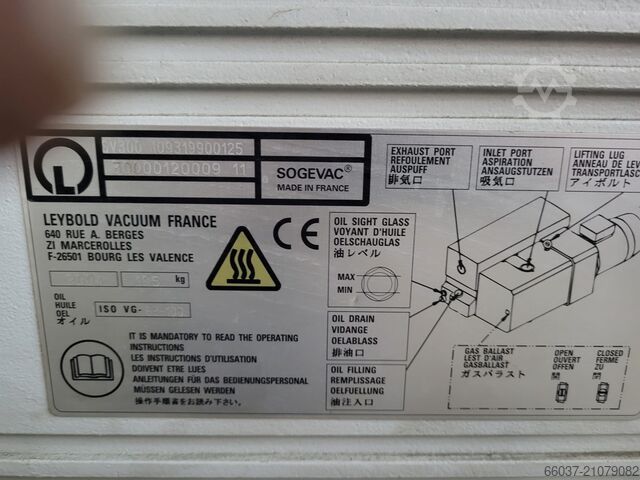 SV300 109319900125
30000120009 11
SOGEVAC®
MADE IN FRANCE
LEYBOLD VACUUM FRANCE
640 RUE A. BERGES
ZI MARCEROLLES
F-26501 BOURG LES VALENCE
kg
OIL
HUILE
OEL
オイル
ISO VG-
CE
IT IS MANDATORY TO READ THE OPERATING
INSTRUCTIONS
LES INSTRUCTIONS D'UTILISATION
DOIVENT ETRE LUES
ANLEITUNGEN FÜR DAS BEDIENUNGSPERSONAL
MÜSSEN GELESEN WERDEN
操作手順書をお読み下さい。
EXHAUST PORT
REFOULEMENT
AUSPUFF
排気口
INLET PORT
ASPIRATION
ANSAUGSTUTZEN
吸気口
LIFTING LUG
ANNEAU DE LEV
TRANSPORTLASC
アイボルト
OIL SIGHT GLASS
VOYANT D'HUILE
OELSCHAUGLAS
油レベル
MAX
MIN
OIL DRAIN
VIDANGE
OELABLASS
排油口
OIL FILLING
REMPLISSAGE
OELFUELLUNG
油注入口
GAS BALLAST
LEST D'AIR
GASBALLAST
ガスバラスト
OPEN
OUVERT
OFFEN
開
CLOSED
FERME
ZU
閉
66037-21079082